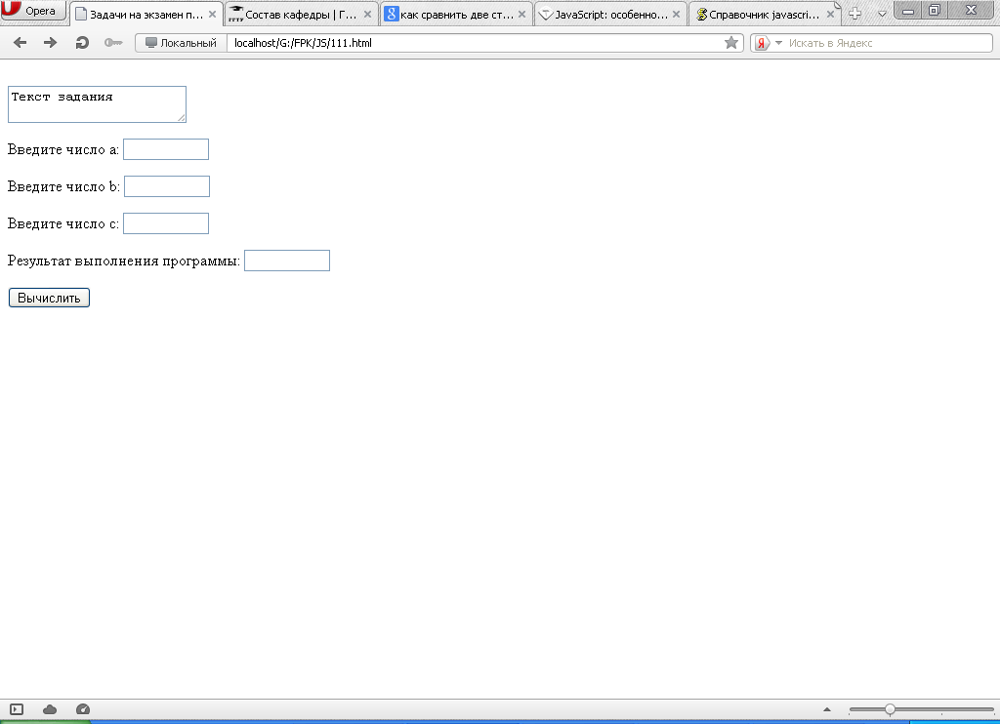 Opera
Задачи на экзамен п...
Состав кафедры | Г...
как сравнить две ст...
JavaScript: особенно...
Справочник javascri...
Локальный
localhost/G:/FPK/JS/111.html
Искать в Яндекс
Текст задания
Введите число a:
Введите число b:
Введите число c:
Результат выполнения программы:
Вычислить